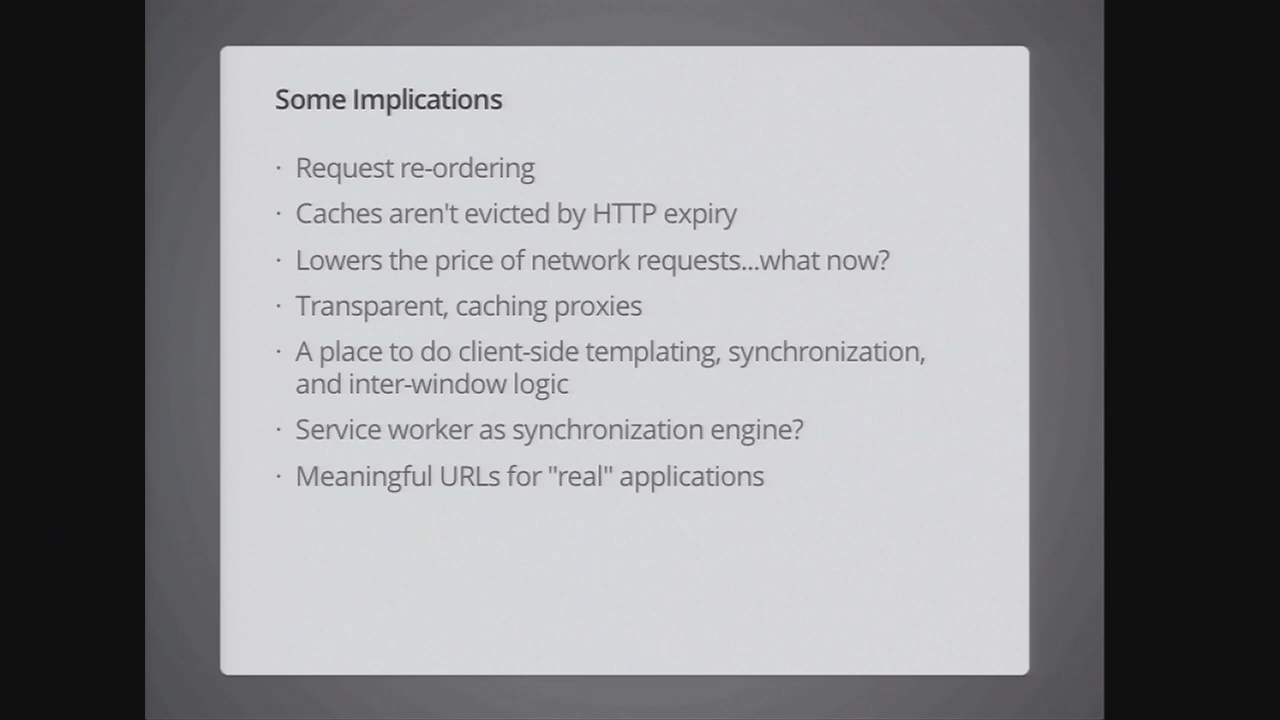 Some Implications
· Request re-ordering
· Caches aren't evicted by HTTP expiry
· Lowers the price of network requests...what now?
· Transparent, caching proxies
· A place to do client-side templating, synchronization,
and inter-window logic
· Service worker as synchronization engine?
· Meaningful URLs for "real" applications